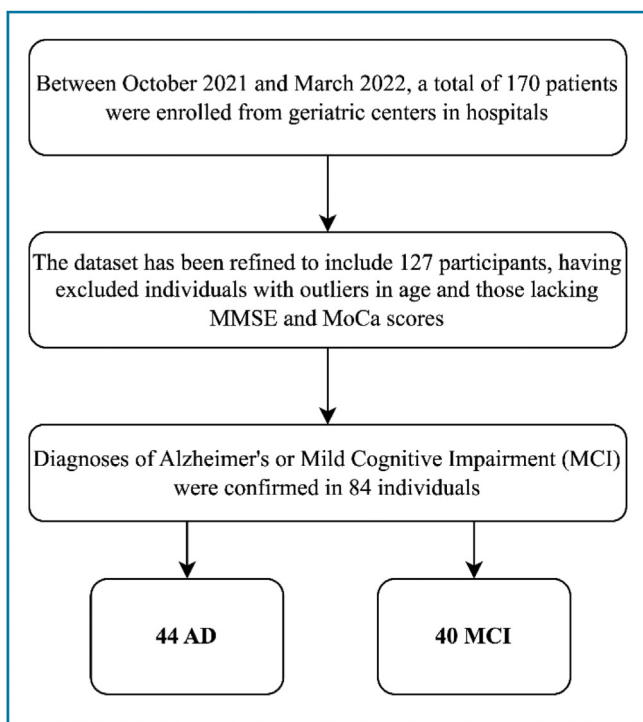 Between October 2021 and March 2022, a total of 170 patients
were enrolled from geriatric centers in hospitals
The dataset has been refined to include 127 participants, having
excluded individuals with outliers in age and those lacking
MMSE and MoCa scores
Diagnoses of Alzheimer's or Mild Cognitive Impairment (MCI)
were confirmed in 84 individuals
44 AD
40 MCI